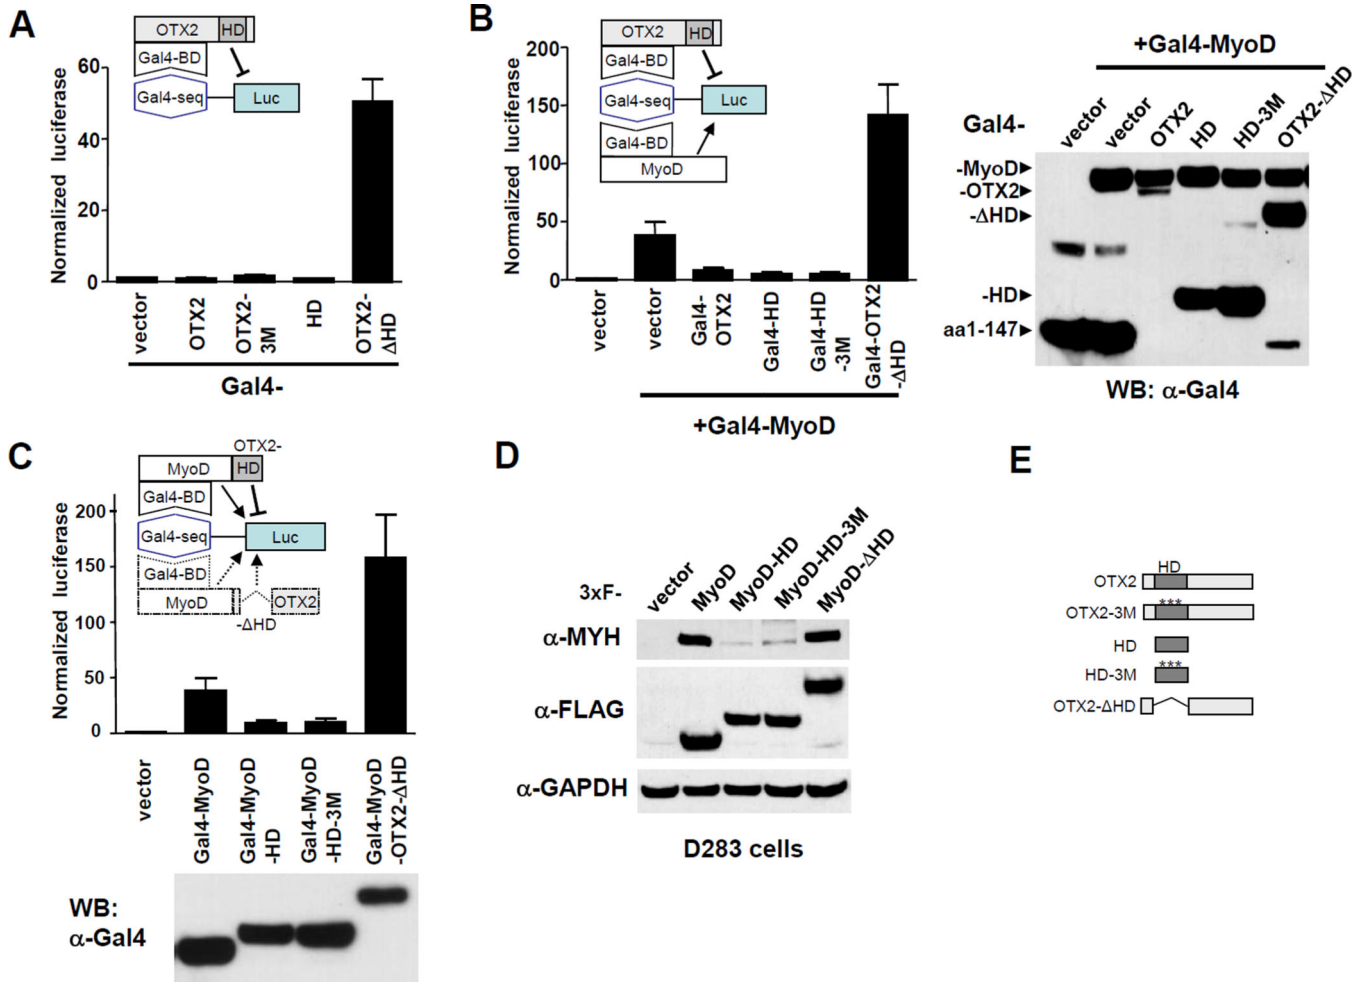 A
OTX2 HD
Gal4-BD
Gal4-seq
Luc
Normalized luciferase
60
40
20
0
vector
OTX2
OTX2-
3M
HD
OTX2-
ΔHD
Gal4-
B
OTX2 HD
Gal4-BD
Gal4-seq
Luc
Gal4-BD
MyoD
Normalized luciferase
200
150
100
50
0
vector
vector
Gal4-
OTX2
Gal4-HD
Gal4-HD
-3M
Gal4-OTX2
-ΔHD
+Gal4-MyoD
+Gal4-MyoD
Gal4-
vector
vector
OTX2
HD
HD-3M
OTX2-ΔHD
-MyoD
-OTX2
-ΔHD
-HD
aa1-147
WB: α-Gal4
C
OTX2-
MyoD HD
Gal4-BD
Gal4-seq
Luc
Gal4-BD
MyoD
OTX2
-ΔHD
Normalized luciferase
200
150
100
50
0
vector
Gal4-MyoD
Gal4-MyoD
-HD
Gal4-MyoD
-HD-3M
Gal4-MyoD
-OTX2-ΔHD
WB:
α-Gal4
D
3xF-
vector
MyoD
MyoD-HD
MyoD-HD-3M
MyoD-ΔHD
α-MYH
α-FLAG
α-GAPDH
D283 cells
E
HD
OTX2
OTX2-3M
***
HD
HD-3M
***
OTX2-ΔHD